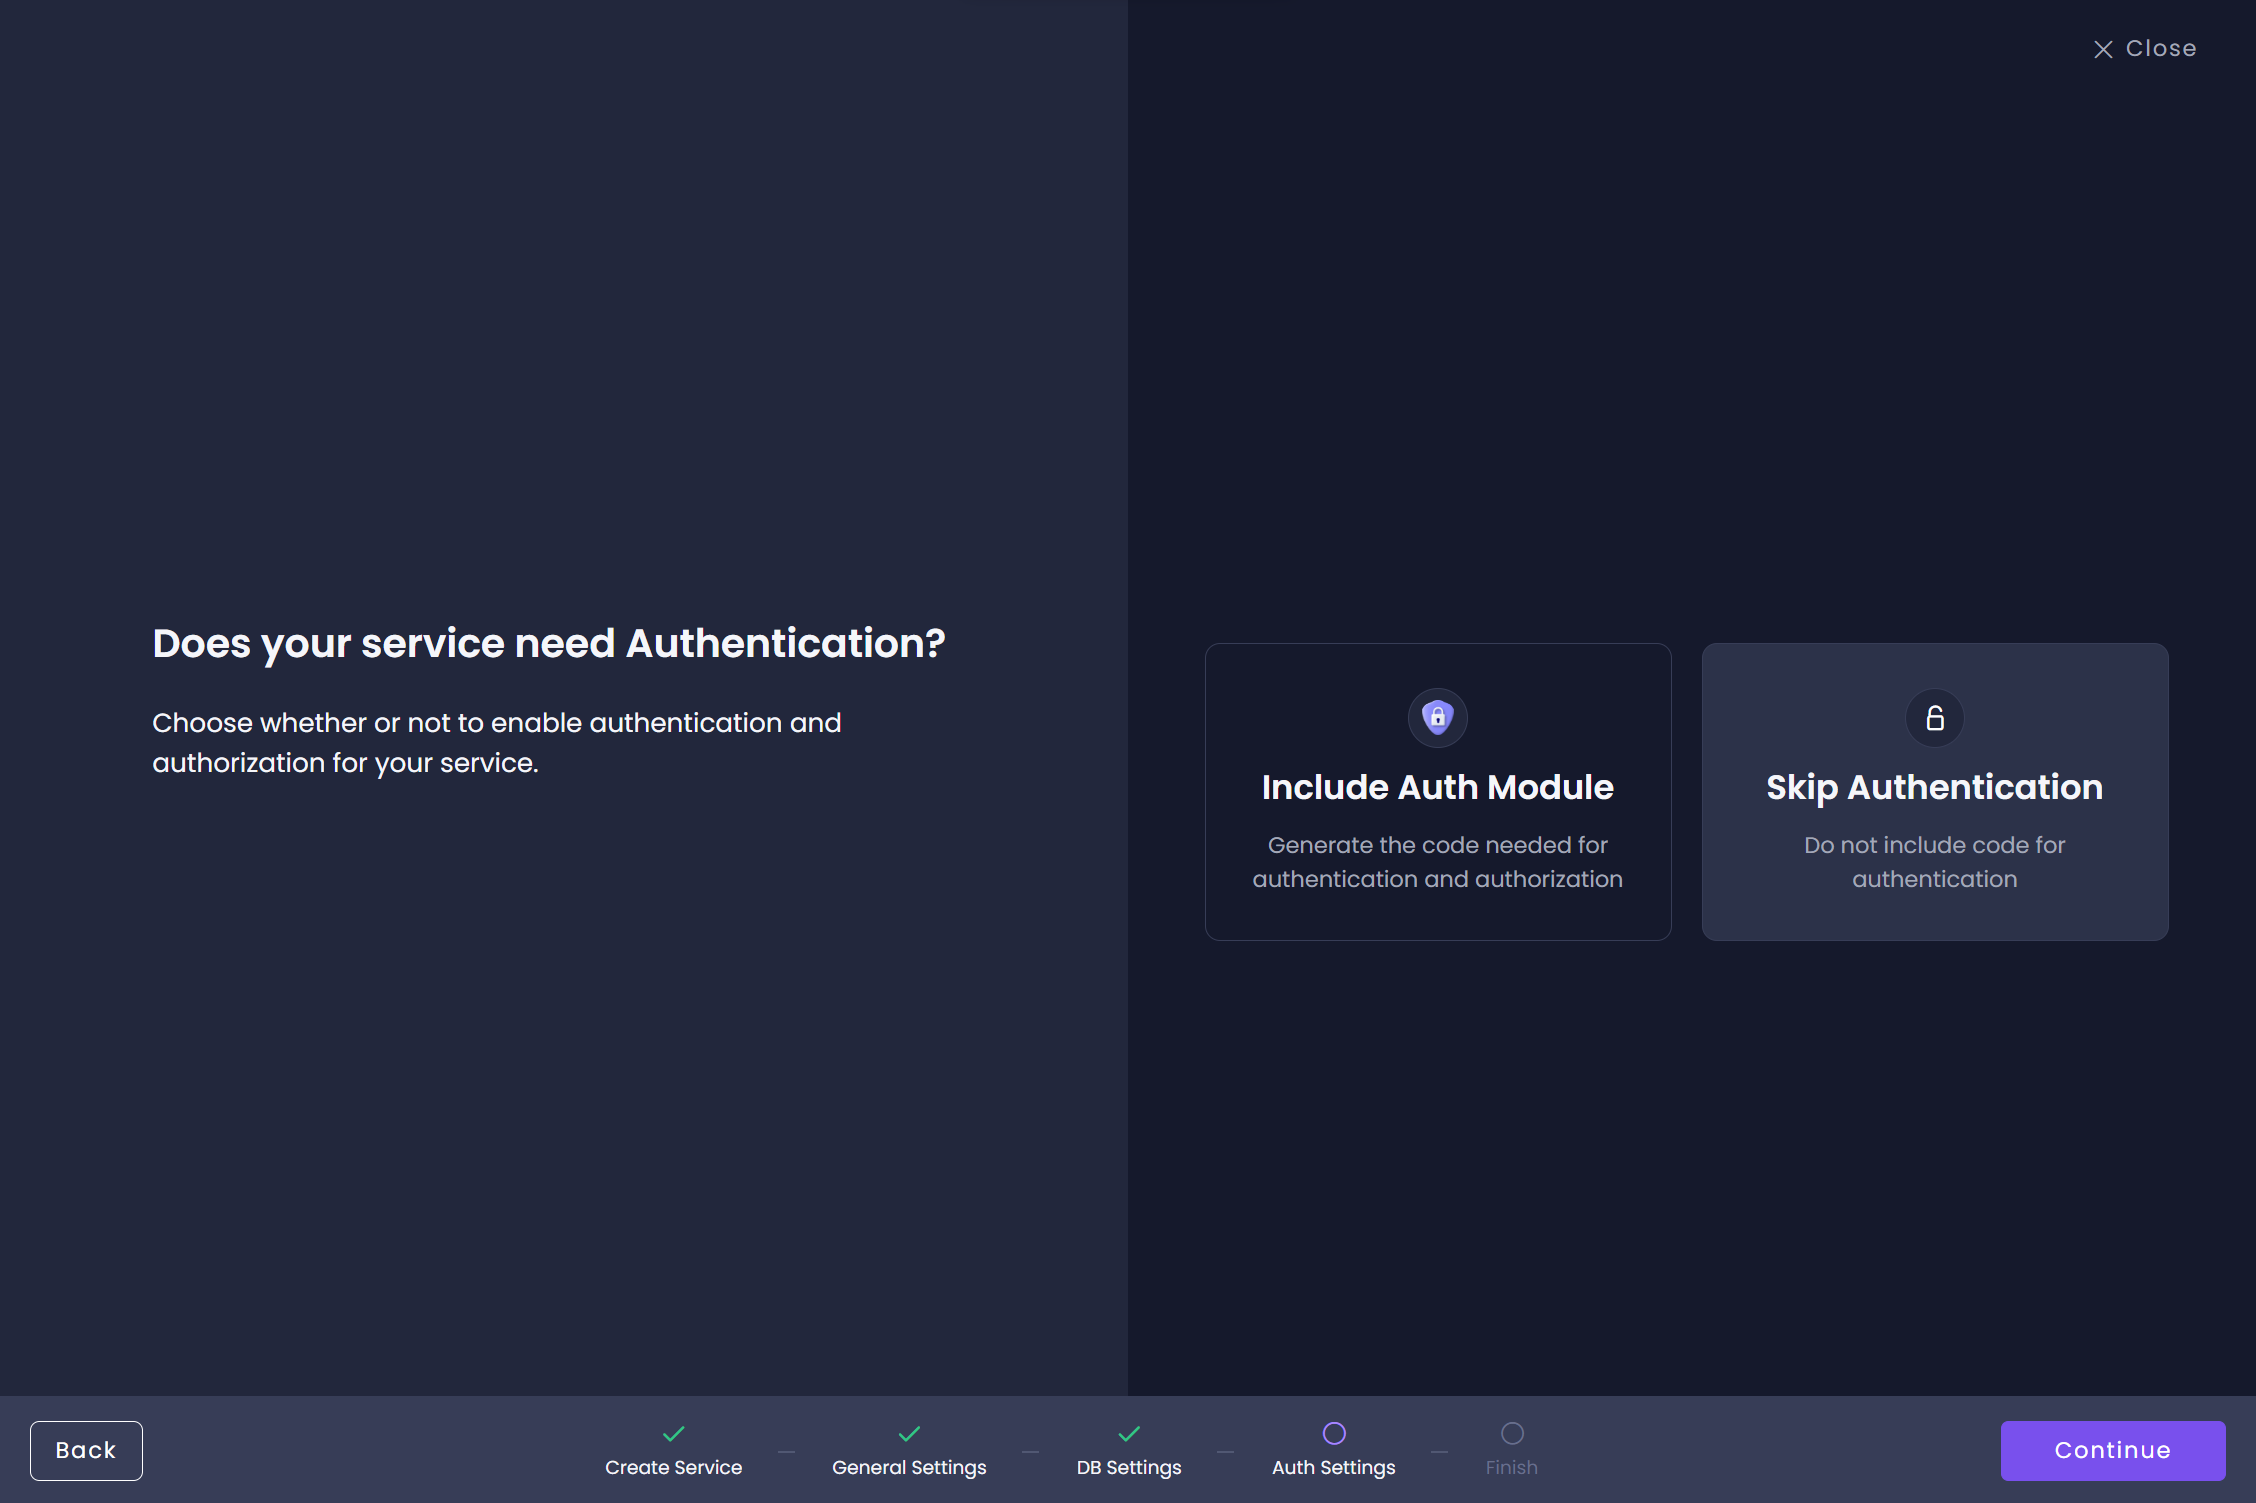 Close
Does your service need Authentication?
Choose whether or not to enable authentication and
authorization for your service.
Include Auth Module
Generate the code needed for
authentication and authorization
Skip Authentication
Do not include code for
authentication
Back
Create Service
General Settings
DB Settings
Auth Settings
Finish
Continue